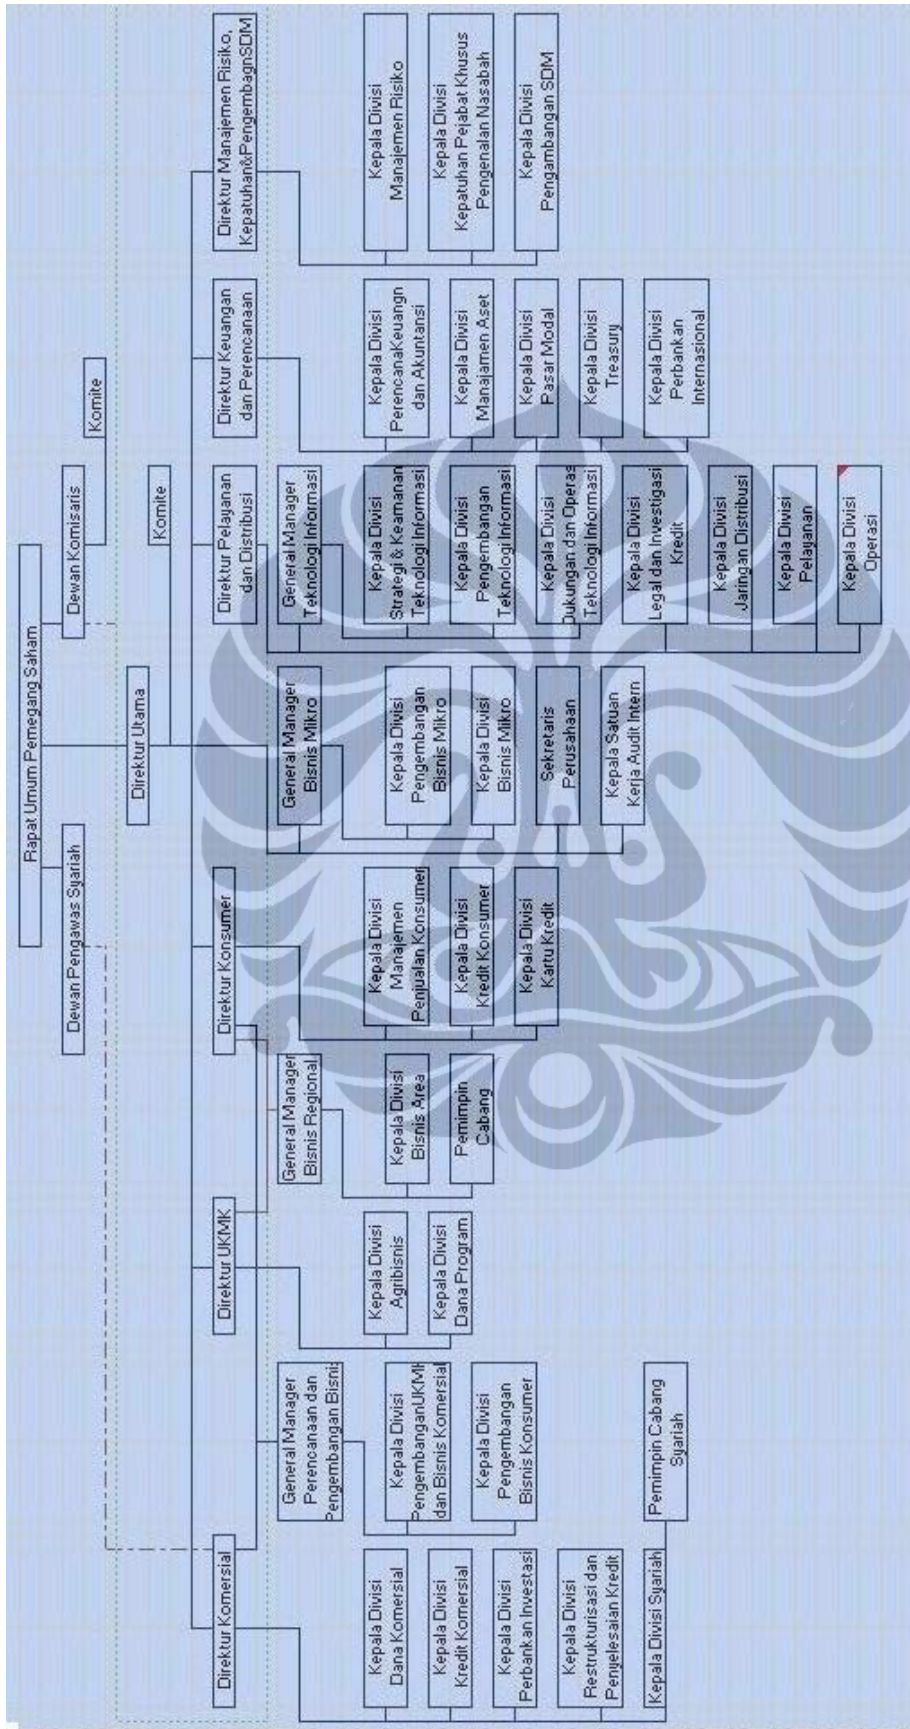 Rapat Umum Pemegang Saham
Dewan Pengawas Syariah
Dewan Komisaris
Komite
Direktur Utama
Komite
Direktur Komersial
Direktur UKMK
Direktur Konsumer
Direktur Pelayanan
dan Distribusi
Direktur Keuangan
dan Perencanaan
Direktur Manajemen Risiko,
Kepatuhan&PengembagnSDM
Kepala Divisi
Dana Komersial
Kepala Divisi
Kredit Komersial
Kepala Divisi
Perbankan Investasi
Kepala Divisi
Restrukturisasi dan
Penyelesaian Kredit
Kepala Divisi Syariah
Pemimpin Cabang
Syariah
General Manager
Perencanaan dan
Pengembangan Bisni
Kepala Divisi
PengembanganUKM
dan Bisnis Komersial
Kepala Divisi
Pengembangan
Bisnis Konsumer
Kepala Divisi
Agribisnis
Kepala Divisi
Dana Program
General Manager
Bisnis Regional
Kepala Divisi
Bisnis Area
Pemimpin
Cabang
Kepala Divisi
Manajemen
Penjualan Konsumer
Kepala Divisi
Kredit Konsumer
Kepala Divisi
Kartu Kredit
General Manager
Bisnis Mikro
Kepala Divisi
Pengembangan
Bisnis Mikro
Kepala Divisi
Bisnis Mikro
Sekretaris
Perusahaan
Kepala Satuan
Kerja Audit Intern
General Manager
Teknologi Informasi
Kepala Divisi
Strategi & Keamanan
Teknologi Informasi
Kepala Divisi
Pengembangan
Teknologi Informasi
Kepala Divisi
Dukungan dan Operas
Teknologi Informasi
Kepala Divisi
Legal dan Investigasi
Kredit
Kepala Divisi
Jaringan Distribusi
Kepala Divisi
Pelayanan
Kepala Divisi
Operasi
Kepala Divisi
PerencanaKeuangn
dan Akuntansi
Kepala Divisi
Manajamen Aset
Kepala Divisi
Pasar Modal
Kepala Divisi
Treasury
Kepala Divisi
Perbankan
Internasional
Kepala Divisi
Manajemen Risiko
Kepala Divisi
Kepatuhan Pejabat Khusus
Pengenalan Nasabah
Kepala Divisi
Pengambangan SDM